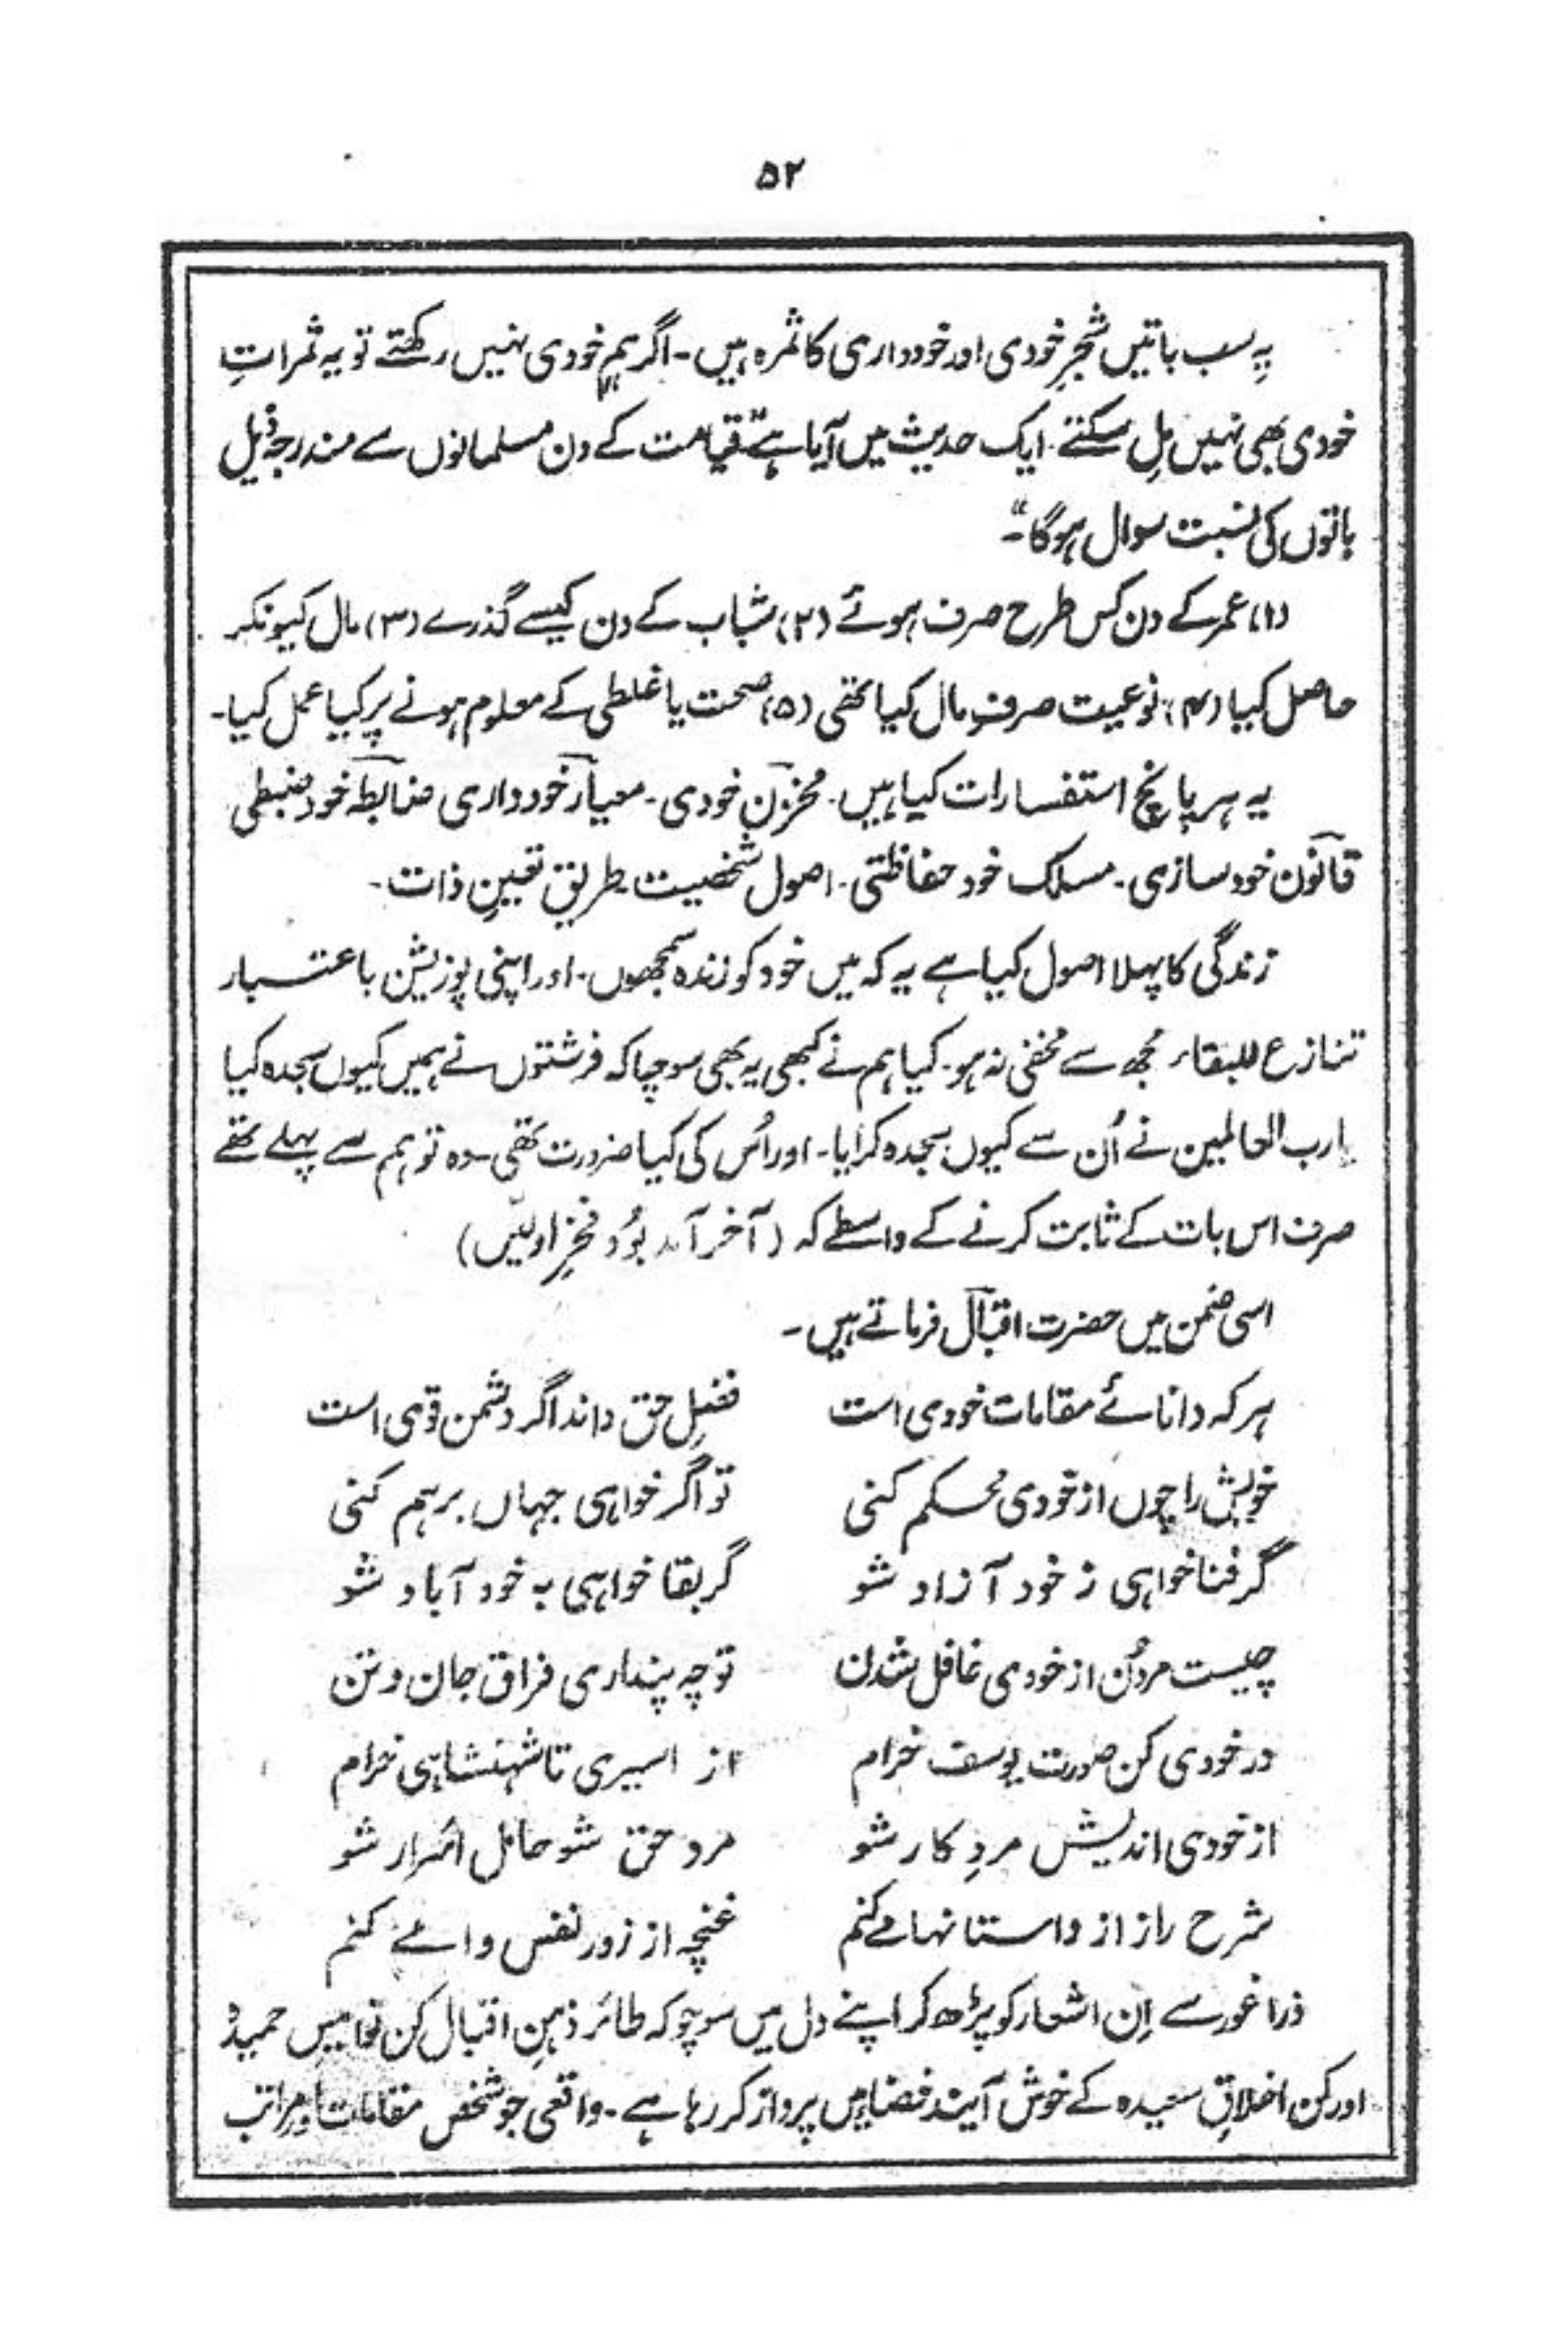 ۵۲
یہ سب باتیں شجرِ خودی اور خودداری کا ثمرہ ہیں۔ اگر ہم خودی نہیں رکھتے تو یہ ثمراتِ
خودی بھی نہیں مِل سکتے۔ ایک حدیث میں آیا ہے "قیامت کے دن مسلمانوں سے مندرجہ ذیل
باتوں کی نسبت سوال ہوگا"۔
(۱) عمر کے دن کس طرح صرف ہوئے (۲) شباب کے دن کیسے گذرے (۳) مال کیونکر
حاصل کیا (۴) نوعیت صرفِ مال کیا تھی (۵) صحت یا غلطی کے معلوم ہونے پر کیا عمل کیا۔
یہ ہر پانچ استفسارات کیا ہیں۔ مخزنِ خودی۔ معیارِ خودداری ضابطہ خود ضبطی
قانون خود سازی۔ مسلک خود حفاظتی۔ اصول شخصیت طریق تعینِ ذات۔
زندگی کا پہلا اصول کیا ہے یہ کہ میں خود کو زندہ سمجھوں۔ اور اپنی پوزیشن باعتبار
تنازع للبقاء مجھ سے مخفی نہ ہو۔ کیا ہم نے کبھی یہ بھی سوچا کہ فرشتوں نے ہمیں کیوں سجدہ کیا
یا رب العالمین نے اُن سے کیوں سجدہ کرایا۔ اور اُس کی کیا ضرورت تھی۔ وہ تو ہم سے پہلے تھے
صرف اس بات کے ثابت کرنے کے واسطے کہ (آخر آمد بوُد فخرِ اولیں)
اسی ضمن میں حضرت اقبال فرماتے ہیں۔
ہر کہ دانائے مقامات خودی است فضلِ حق داند اگر دشمن قوی است
خویش را چوں از خودی محکم کنی تو اگر خواہی جہاں برہم کنی
گر فنا خواہی ز خود آزاد شو گر بقا خواہی بہ خود آباد شو
چیست مردن از خودی غافل شدن تو چہ پنداری فراق جان و تن
در خودی کن صورت یوسف خرام از اسیری تا شہنشاہی خرام
از خودی اندیش مردِ کار شو مرد حق شو حامل اسرار شو
شرح راز از داستانہا مے کنم غنچہ از زور نفس وا مے کنم
ذرا غور سے اِن اشعار کو پڑھ کر اپنے دل میں سوچو کہ طائر ذہنِ اقبال کن نوامیسِ حمیدہ
اور کن اخلاقِ سعیدہ کے خوش آیند فضا میں پرواز کر رہا ہے۔ واقعی جو شخص مقامات اور مراتب